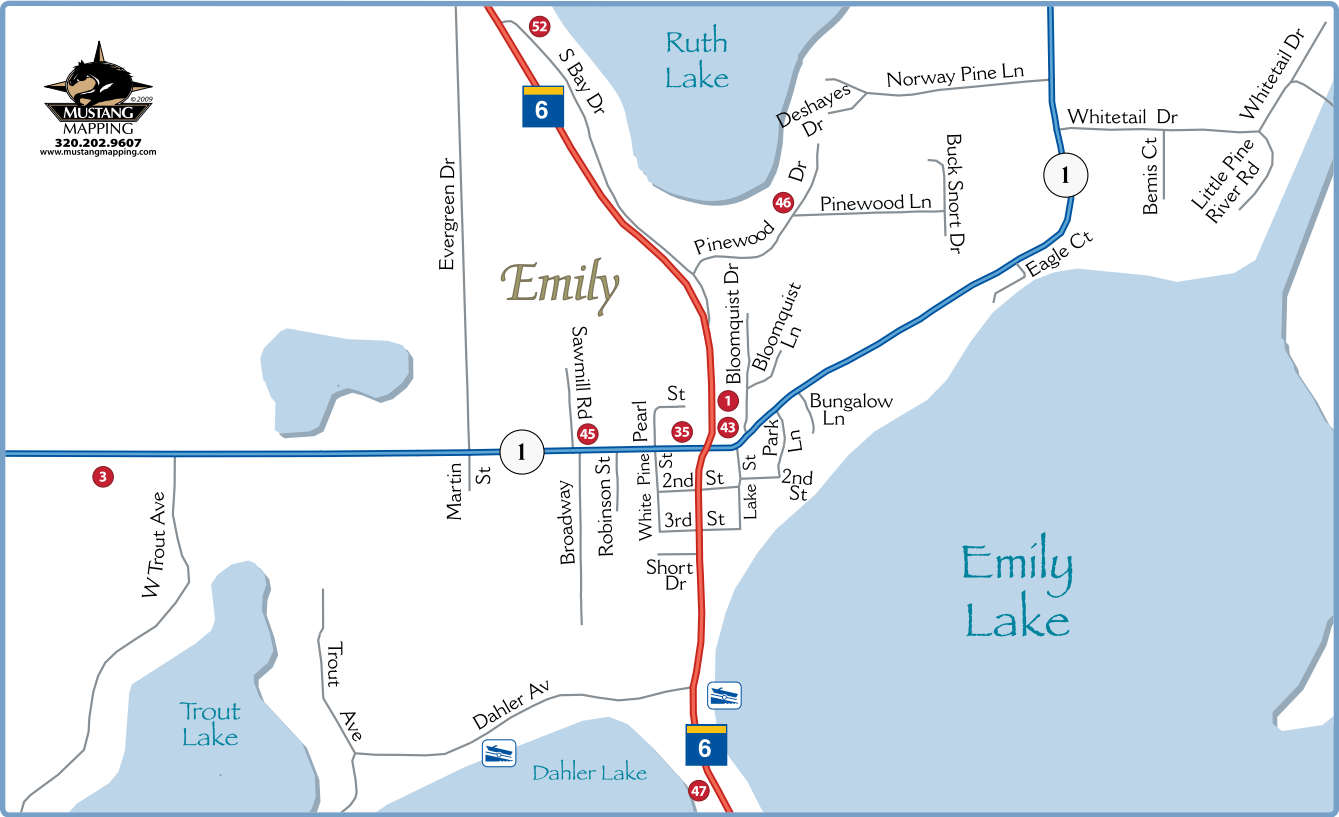 52
Ruth
Lake
S Bay Dr
6
Norway Pine Ln
Deshayes
Dr
Whitetail Dr
Whitetail Dr
© 2009
MUSTANG
MAPPING
320.202.9607
www.mustangmapping.com
Evergreen Dr
Buck Snort Dr
Bemis Ct
Little Pine
River Rd
1
46
Pinewood Dr
Pinewood Ln
Eagle Ct
Emily
Bloomquist Dr
Bloomquist
Ln
Sawmill Rd
Pearl St
1
43
35
45
Bungalow
Ln
Park Ln
1
3
Martin St
Broadway
Robinson St
White Pine St
2nd St
Lake St
2nd
St
3rd St
Short
Dr
W Trout Ave
Emily
Lake
Trout Ave
Trout
Lake
Dahler Av
Dahler Lake
6
47